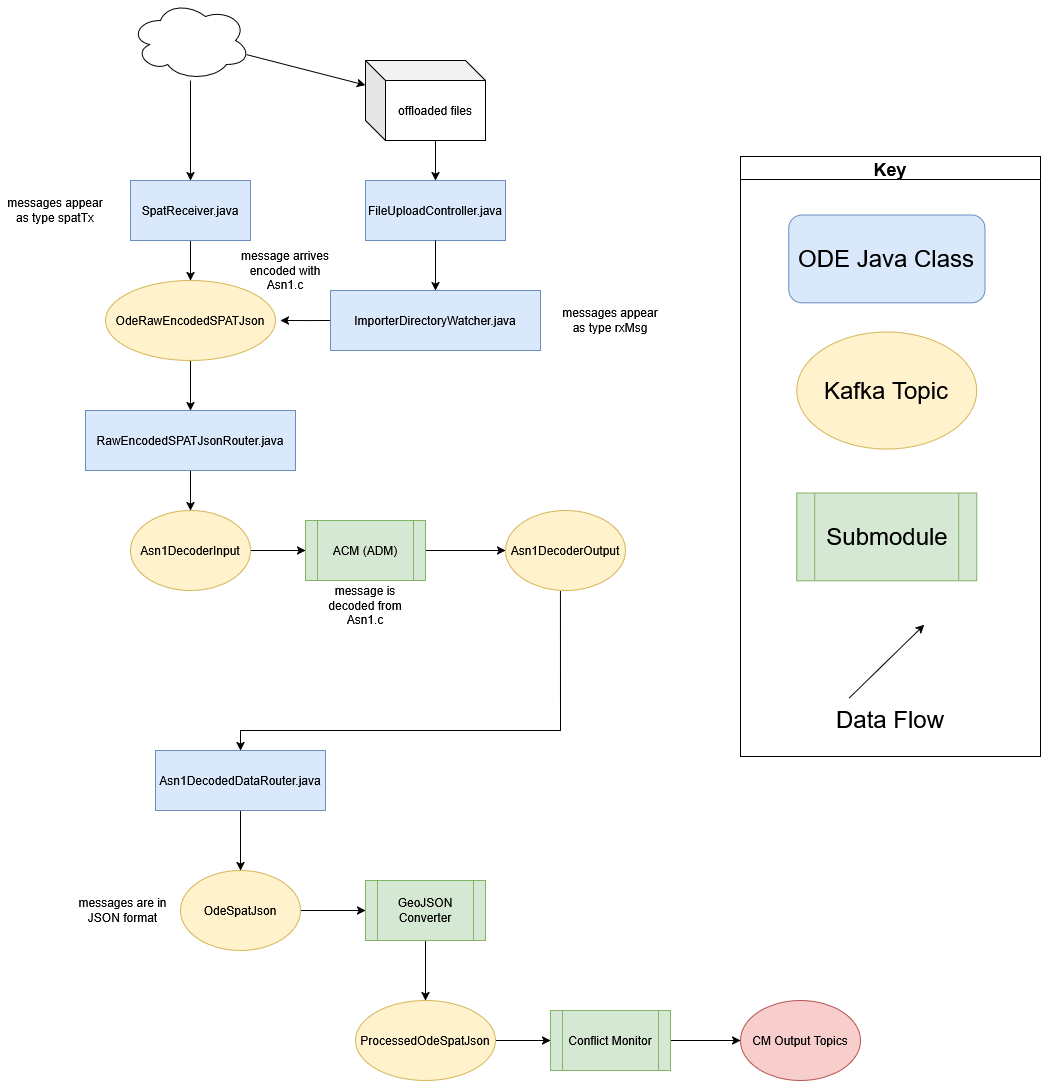 offloaded files
messages appear
as type spatTx
SpatReceiver.java
FileUploadController.java
message arrives
encoded with
Asn1.c
OdeRawEncodedSPATJson
ImporterDirectoryWatcher.java
messages appear
as type rxMsg
RawEncodedSPATJsonRouter.java
Asn1DecoderInput
ACM (ADM)
Asn1DecoderOutput
message is
decoded from
Asn1.c
Asn1DecodedDataRouter.java
messages are in
JSON format
OdeSpatJson
GeoJSON
Converter
ProcessedOdeSpatJson
Conflict Monitor
CM Output Topics
Key
ODE Java Class
Kafka Topic
Submodule
Data Flow